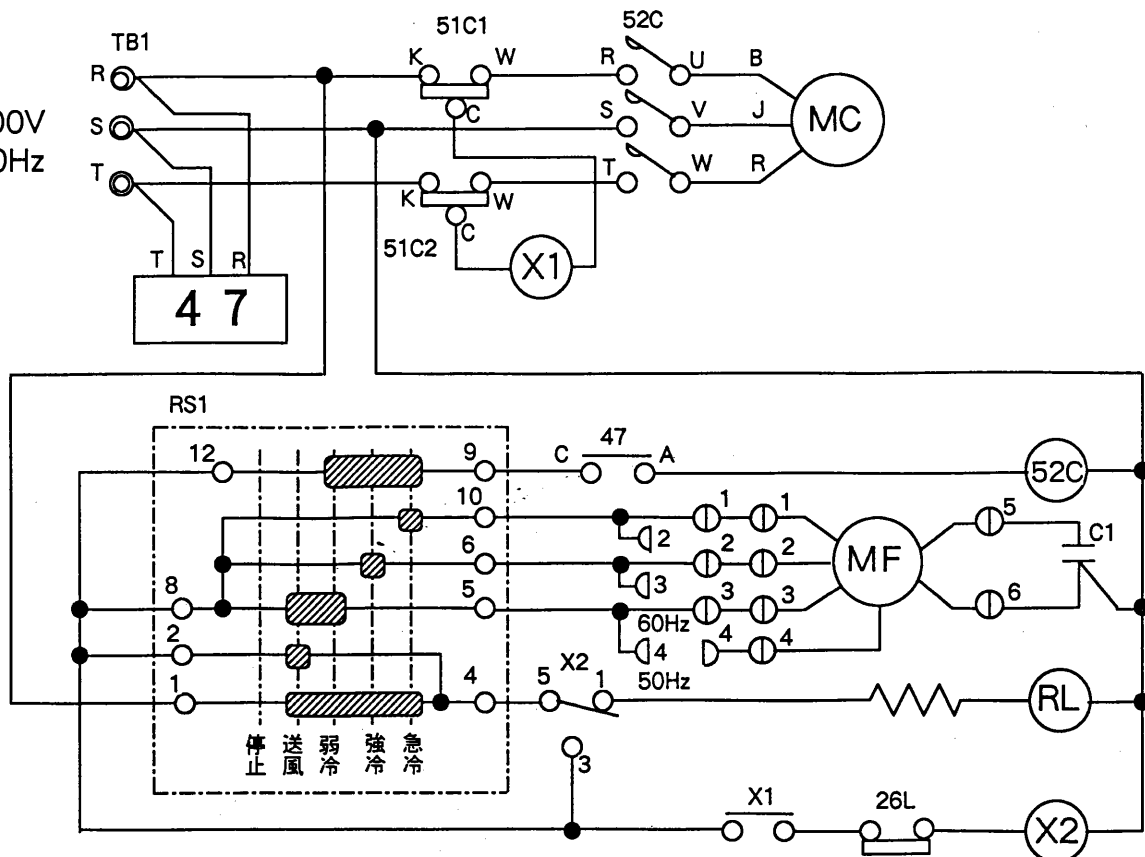 51C1
52C
TB1
R
K
W
R
U
B
MC
C
00V
S
S
V
J
0Hz
T
K
W
T
W
R
C
51C2
X1
T
S
R
4 7
RS1
12
9
C
47
A
52C
10
1
1
5
2
C1
6
2
2
MF
3
8
5
3
3
6
60Hz
2
4
4
4
50Hz
X2
1
4
5
1
RL
停止
送風
弱冷
強冷
急冷
3
X1
26L
X2